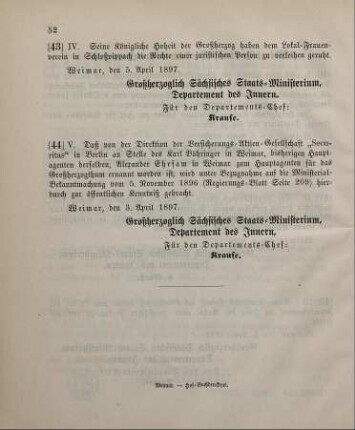 52
[43] IV. Seine Königliche Hoheit der Großherzog haben dem Lokal-Frauen-
verein in Schloßvippach die Rechte einer juristischen Person zu verleihen geruht.
Weimar, den 5. April 1897.
Großherzoglich Sächsisches Staats-Ministerium,
Departement des Innern.
Für den Departements-Chef:
Krause.
[44] V. Daß von der Direktion der Versicherungs-Aktien-Gesellschaft „Secu-
ritas" in Berlin an Stelle des Karl Böhringer in Weimar, bisherigen Haupt-
agenten derselben, Alexander in Weimar zum Hauptagenten für das
Großherzogthum ernannt worden ist, wird unter Bezugnahme auf die Ministerial-
Bekanntmachung vom 5. November 1896 (Regierungs-Blatt Seite 209) hier-
durch zur öffentlichen Kenntniß gebracht.
Weimar, den 3. April 1897.
Großherzoglich Sächsisches Staats-Ministerium,
Departement des Innern.
Für den Departements-Chef:
Krause.
Weimar. — Hof-Buchdruckerei.